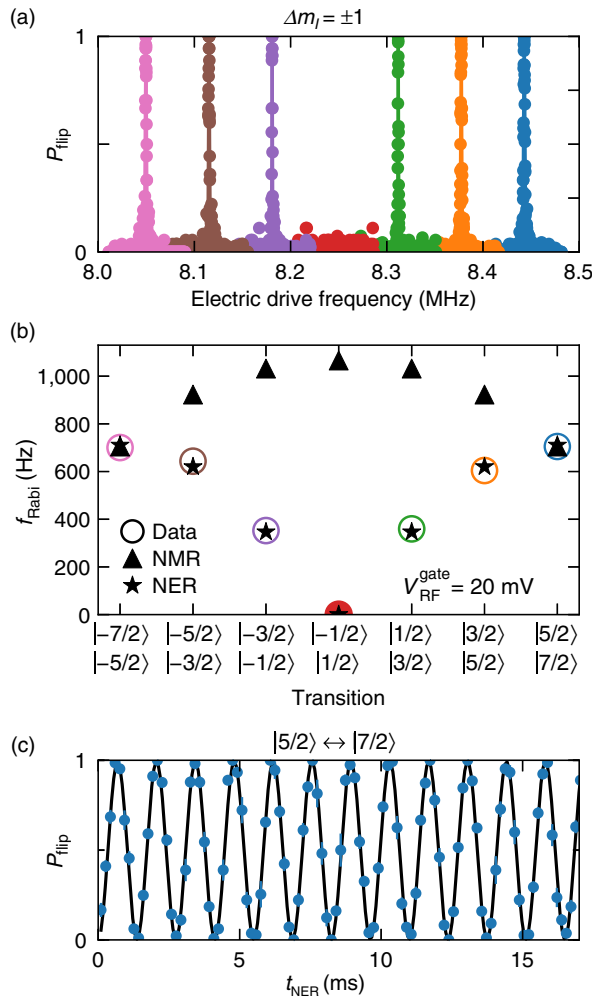 (a)
Δm_I = ±1
P_flip
1
0
8.0 8.1 8.2 8.3 8.4 8.5
Electric drive frequency (MHz)
(b)
f_Rabi (Hz)
1,000
800
600
400
200
0
Data
NMR
NER
V_RF^gate = 20 mV
|−7/2⟩ |−5/2⟩ |−3/2⟩ |−1/2⟩ |1/2⟩ |3/2⟩ |5/2⟩
|−5/2⟩ |−3/2⟩ |−1/2⟩ |1/2⟩ |3/2⟩ |5/2⟩ |7/2⟩
Transition
(c)
|5/2⟩ ↔ |7/2⟩
P_flip
1
0
0 5 10 15
t_NER (ms)